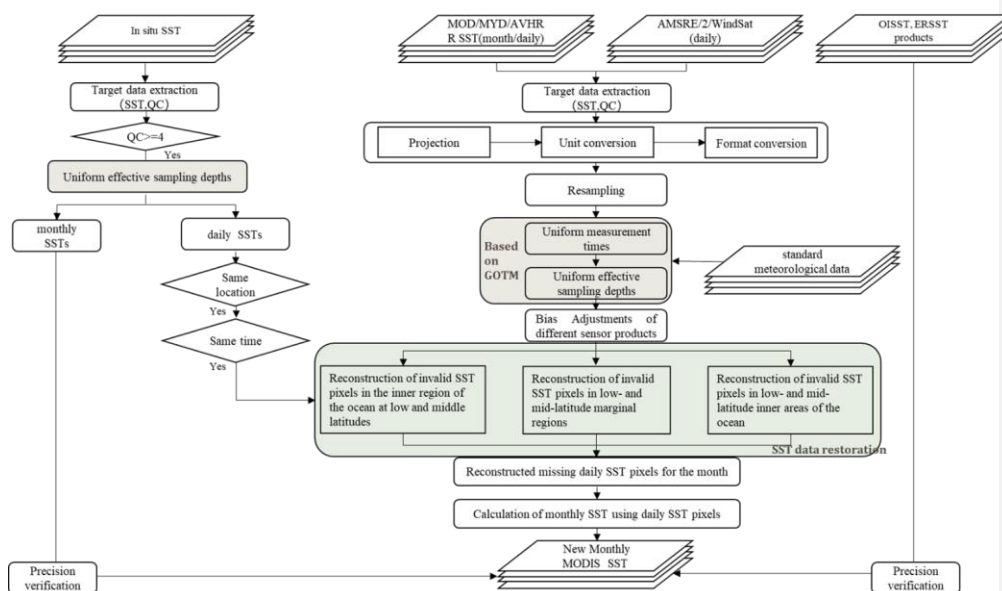 In situ SST
MOD/MYD/AVHR
R SST(month/daily)
AMSRE/2/WindSat
(daily)
OISST, ERSST
products
Target data extraction
(SST,QC)
Target data extraction
(SST,QC)
QC>=4
Yes
Projection
Unit conversion
Format conversion
Uniform effective sampling depths
Resampling
monthly
SSTs
daily SSTs
Based
on
GOTM
Uniform measurement
times
Uniform effective
sampling depths
standard
meteorological data
Same
location
Yes
Bias Adjustments of
different sensor products
Same time
Yes
Reconstruction of invalid SST
pixels in the inner region of
the ocean at low and middle
latitudes
Reconstruction of invalid
SST pixels in low- and
mid-latitude marginal
regions
Reconstruction of invalid SST
pixels in low- and mid-
latitude inner areas of the
ocean
SST data restoration
Reconstructed missing daily SST pixels for the month
Calculation of monthly SST using daily SST pixels
New Monthly
MODIS SST
Precision
verification
Precision
verification